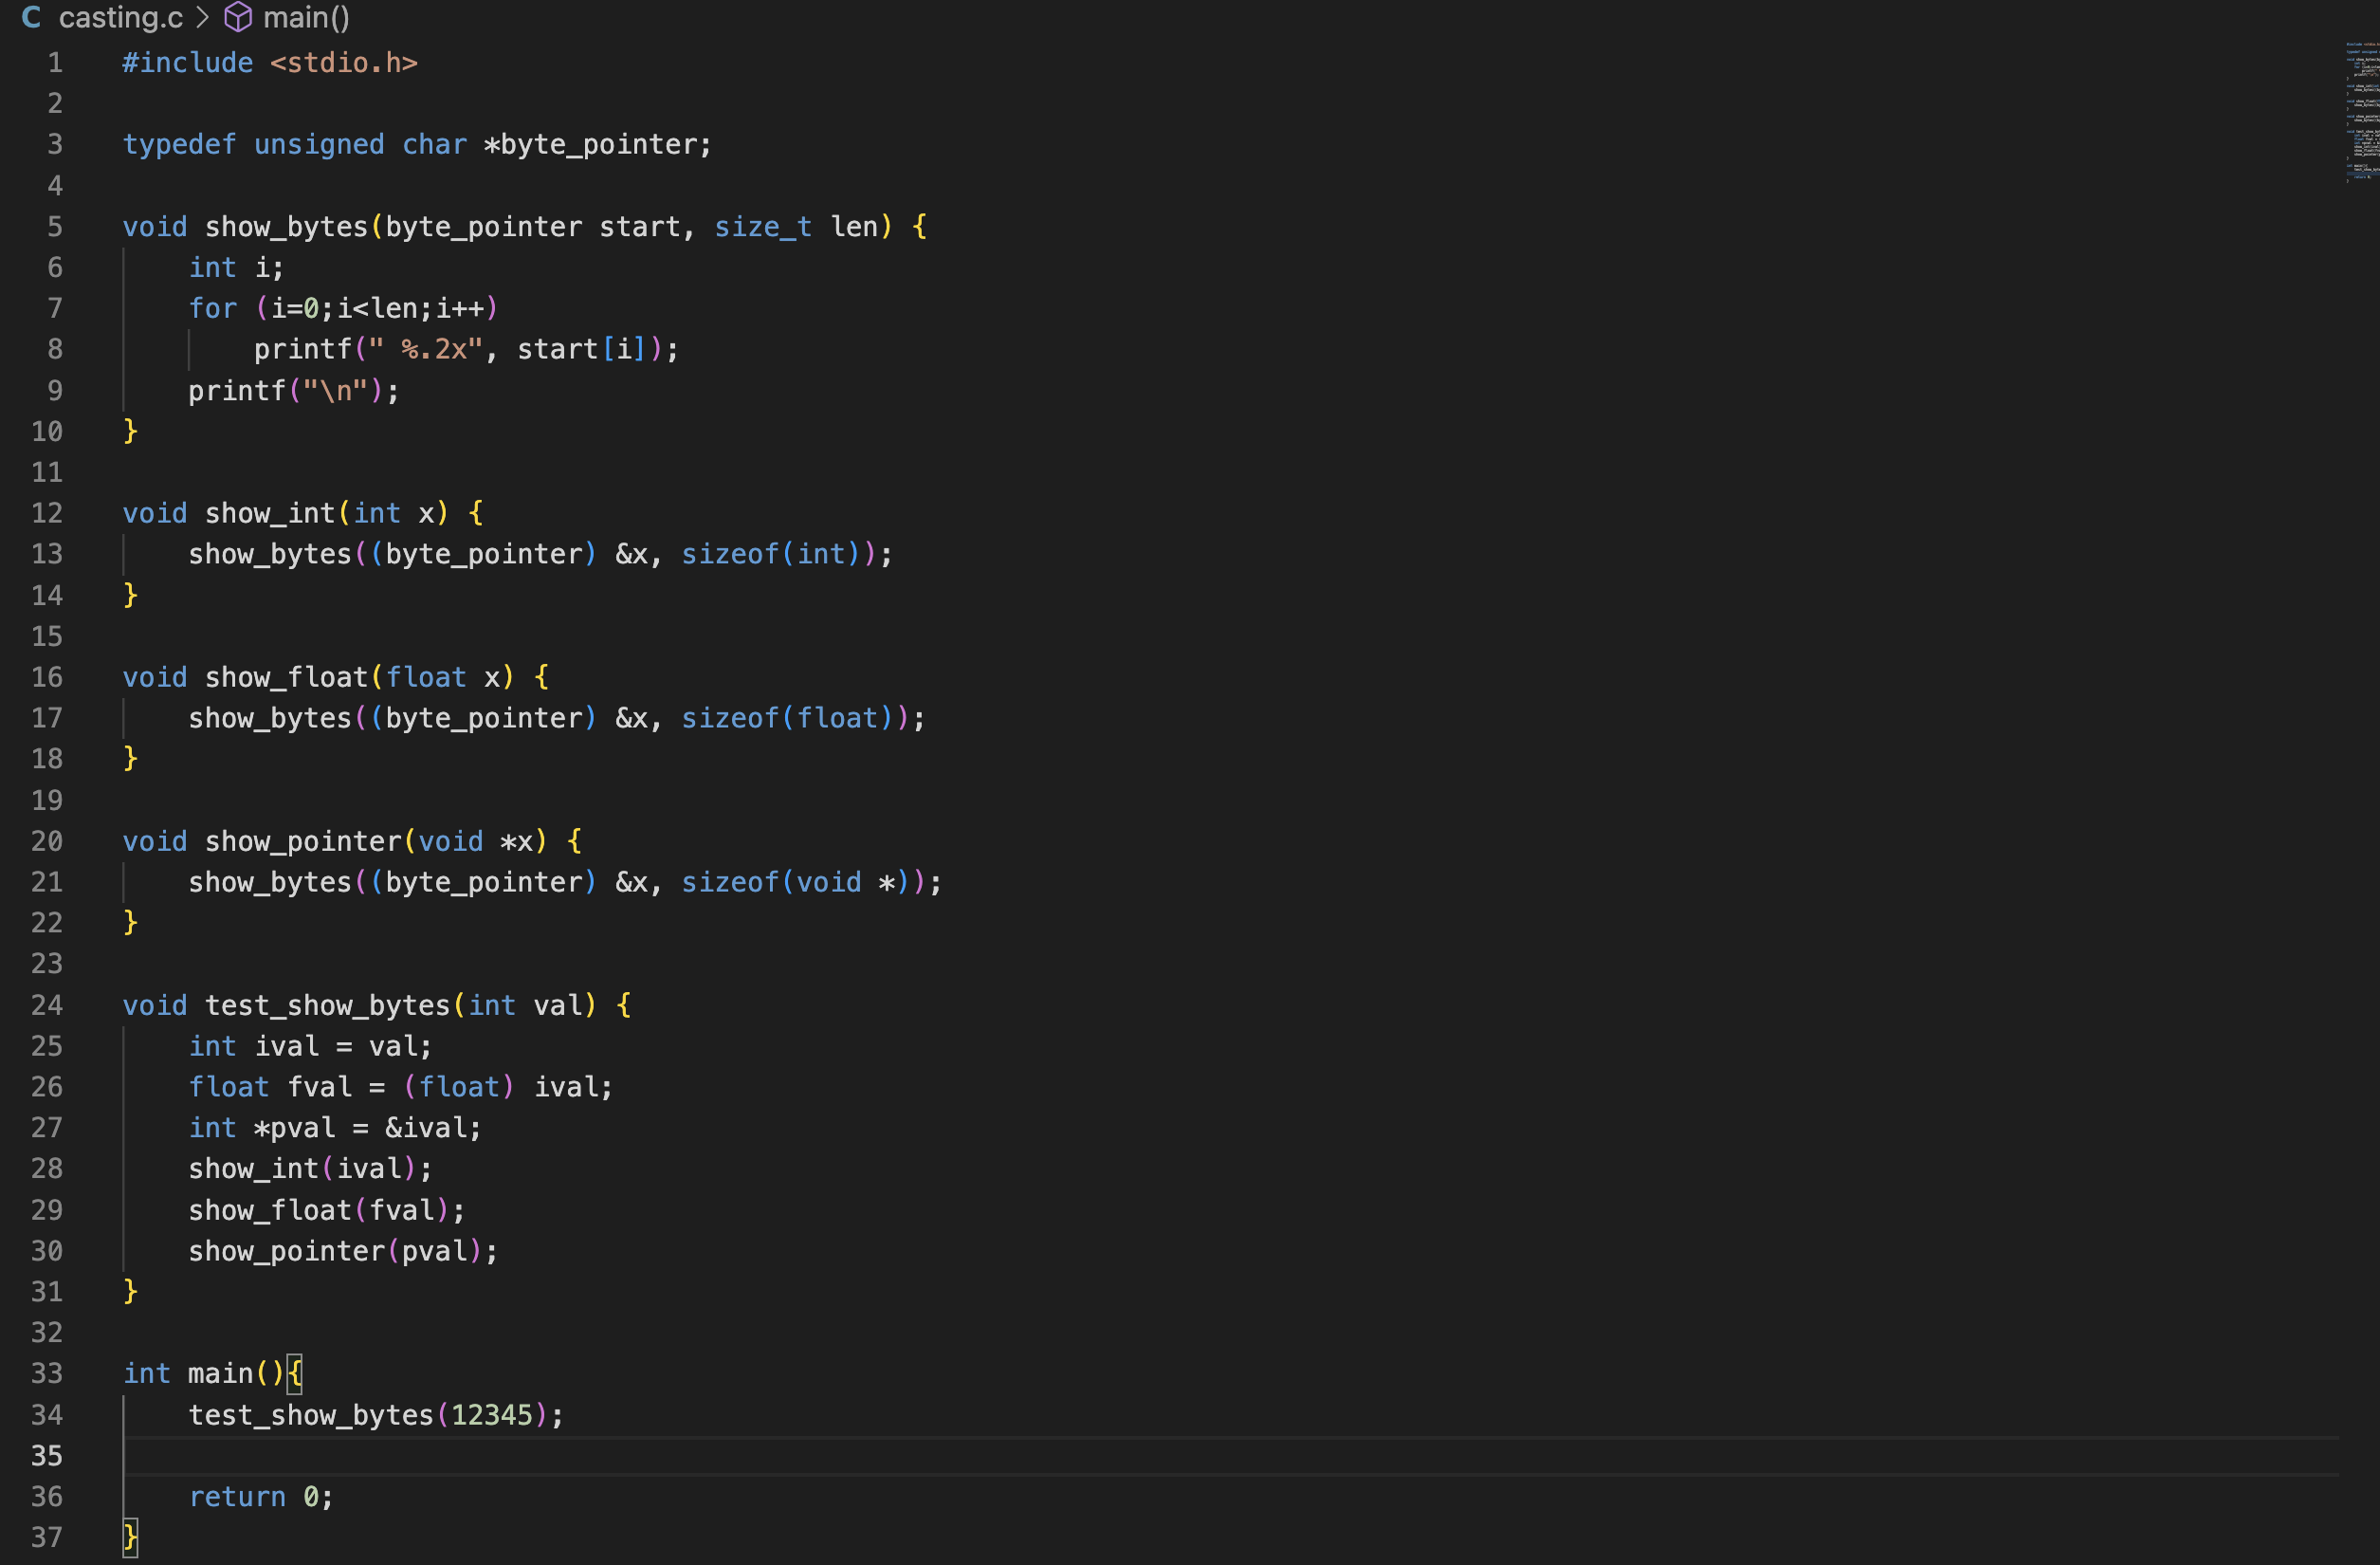 C casting.c > main()
1 #include <stdio.h>
2
3 typedef unsigned char *byte_pointer;
4
5 void show_bytes(byte_pointer start, size_t len) {
6     int i;
7     for (i=0;i<len;i++)
8         printf(" %.2x", start[i]);
9     printf("\n");
10 }
11
12 void show_int(int x) {
13     show_bytes((byte_pointer) &x, sizeof(int));
14 }
15
16 void show_float(float x) {
17     show_bytes((byte_pointer) &x, sizeof(float));
18 }
19
20 void show_pointer(void *x) {
21     show_bytes((byte_pointer) &x, sizeof(void *));
22 }
23
24 void test_show_bytes(int val) {
25     int ival = val;
26     float fval = (float) ival;
27     int *pval = &ival;
28     show_int(ival);
29     show_float(fval);
30     show_pointer(pval);
31 }
32
33 int main(){
34     test_show_bytes(12345);
35
36     return 0;
37 }